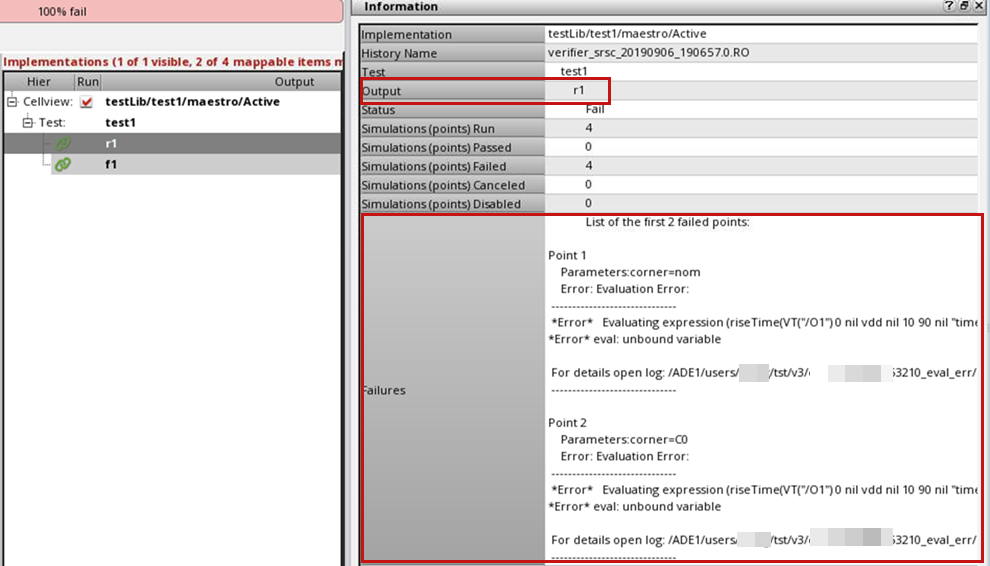 100% fail
Implementations (1 of 1 visible, 2 of 4 mappable items m
Hier Run Output
Cellview: testLib/test1/maestro/Active
Test: test1
r1
f1
Information
Implementation testLib/test1/maestro/Active
History Name verifier_srsc_20190906_190657.0.RO
Test test1
Output r1
Status Fail
Simulations (points) Run 4
Simulations (points) Passed 0
Simulations (points) Failed 4
Simulations (points) Canceled 0
Simulations (points) Disabled 0
Failures
List of the first 2 failed points:
Point 1
Parameters:corner=nom
Error: Evaluation Error:
------------------------------
*Error* Evaluating expression (riseTime(VT("/O1") 0 nil vdd nil 10 90 nil "time
*Error* eval: unbound variable
For details open log: /ADE1/users/ /tst/v3/ 53210_eval_err/
------------------------------
Point 2
Parameters:corner=C0
Error: Evaluation Error:
------------------------------
*Error* Evaluating expression (riseTime(VT("/O1") 0 nil vdd nil 10 90 nil "time
*Error* eval: unbound variable
For details open log: /ADE1/users/ /tst/v3/ 53210_eval_err/
------------------------------